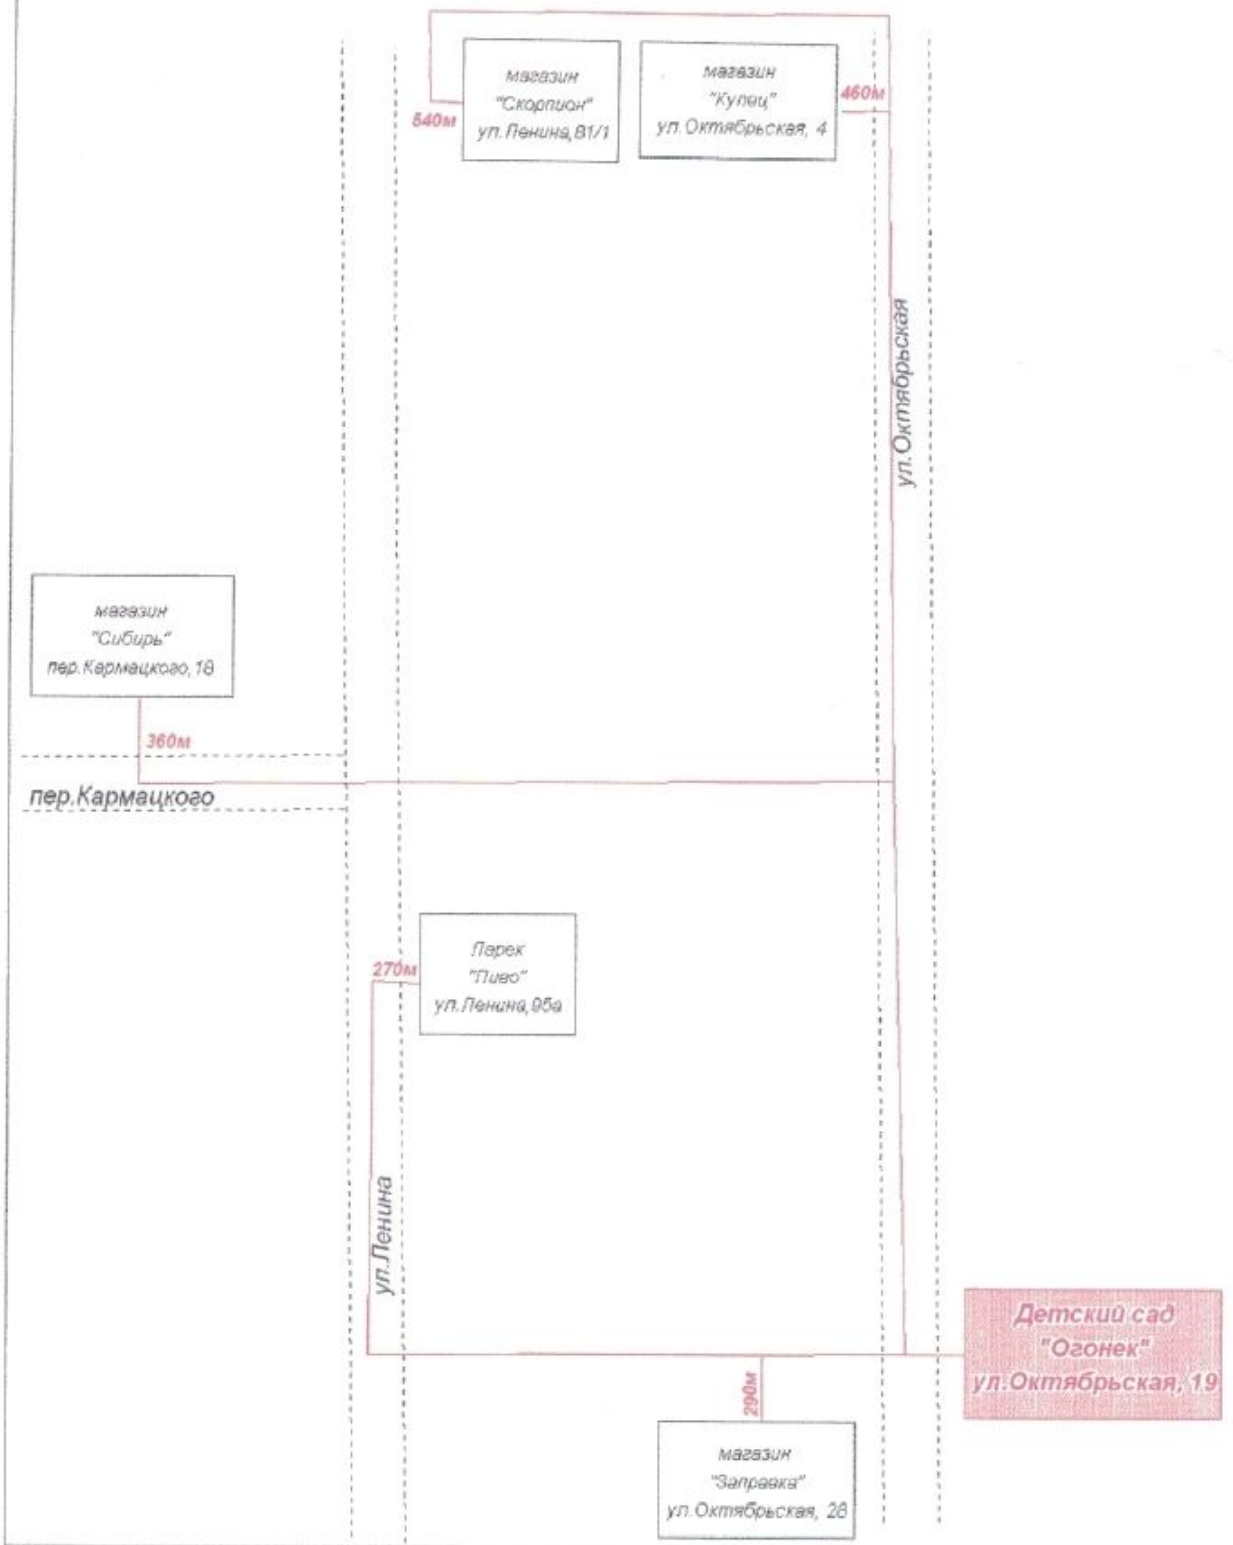 магазин
"Скорпион"
ул.Ленина,81/1
540м
магазин
"Купец"
ул.Октябрьская, 4
460м
ул.Октябрьская
магазин
"Сибирь"
пер.Кармацкого,18
360м
пер.Кармацкого
Ларек
"Пиво"
ул.Ленина,95а
270м
ул.Ленина
Детский сад
"Огонек"
ул.Октябрьская, 19
290м
магазин
"Заправка"
ул.Октябрьская, 28